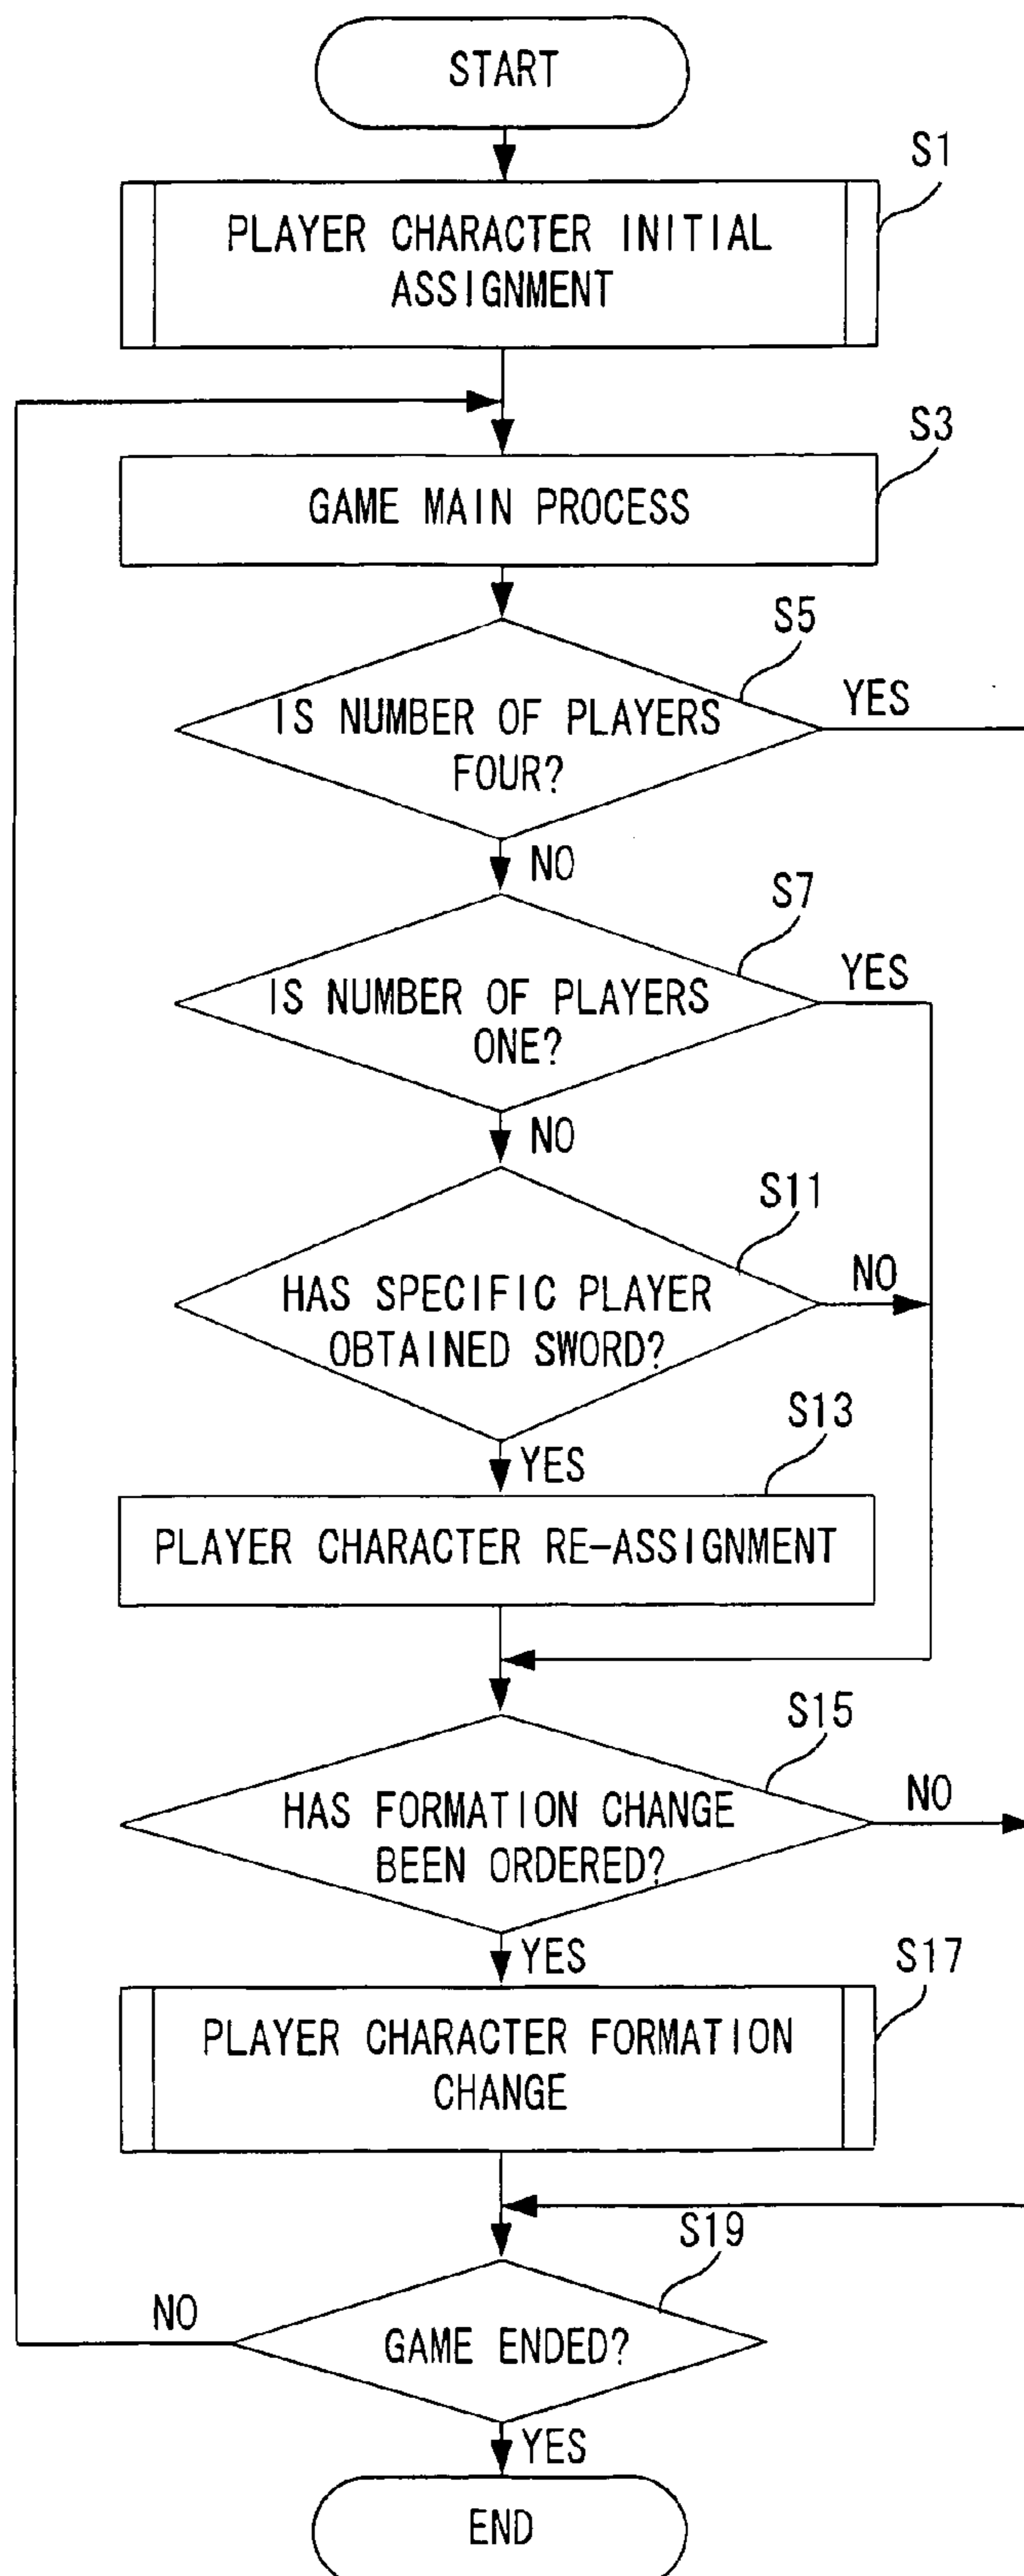 START
S1
PLAYER CHARACTER INITIAL
ASSIGNMENT
S3
GAME MAIN PROCESS
S5
IS NUMBER OF PLAYERS
FOUR?
YES
NO
S7
IS NUMBER OF PLAYERS
ONE?
YES
NO
S11
HAS SPECIFIC PLAYER
OBTAINED SWORD?
NO
YES
S13
PLAYER CHARACTER RE-ASSIGNMENT
S15
HAS FORMATION CHANGE
BEEN ORDERED?
NO
YES
S17
PLAYER CHARACTER FORMATION
CHANGE
S19
GAME ENDED?
NO
YES
END